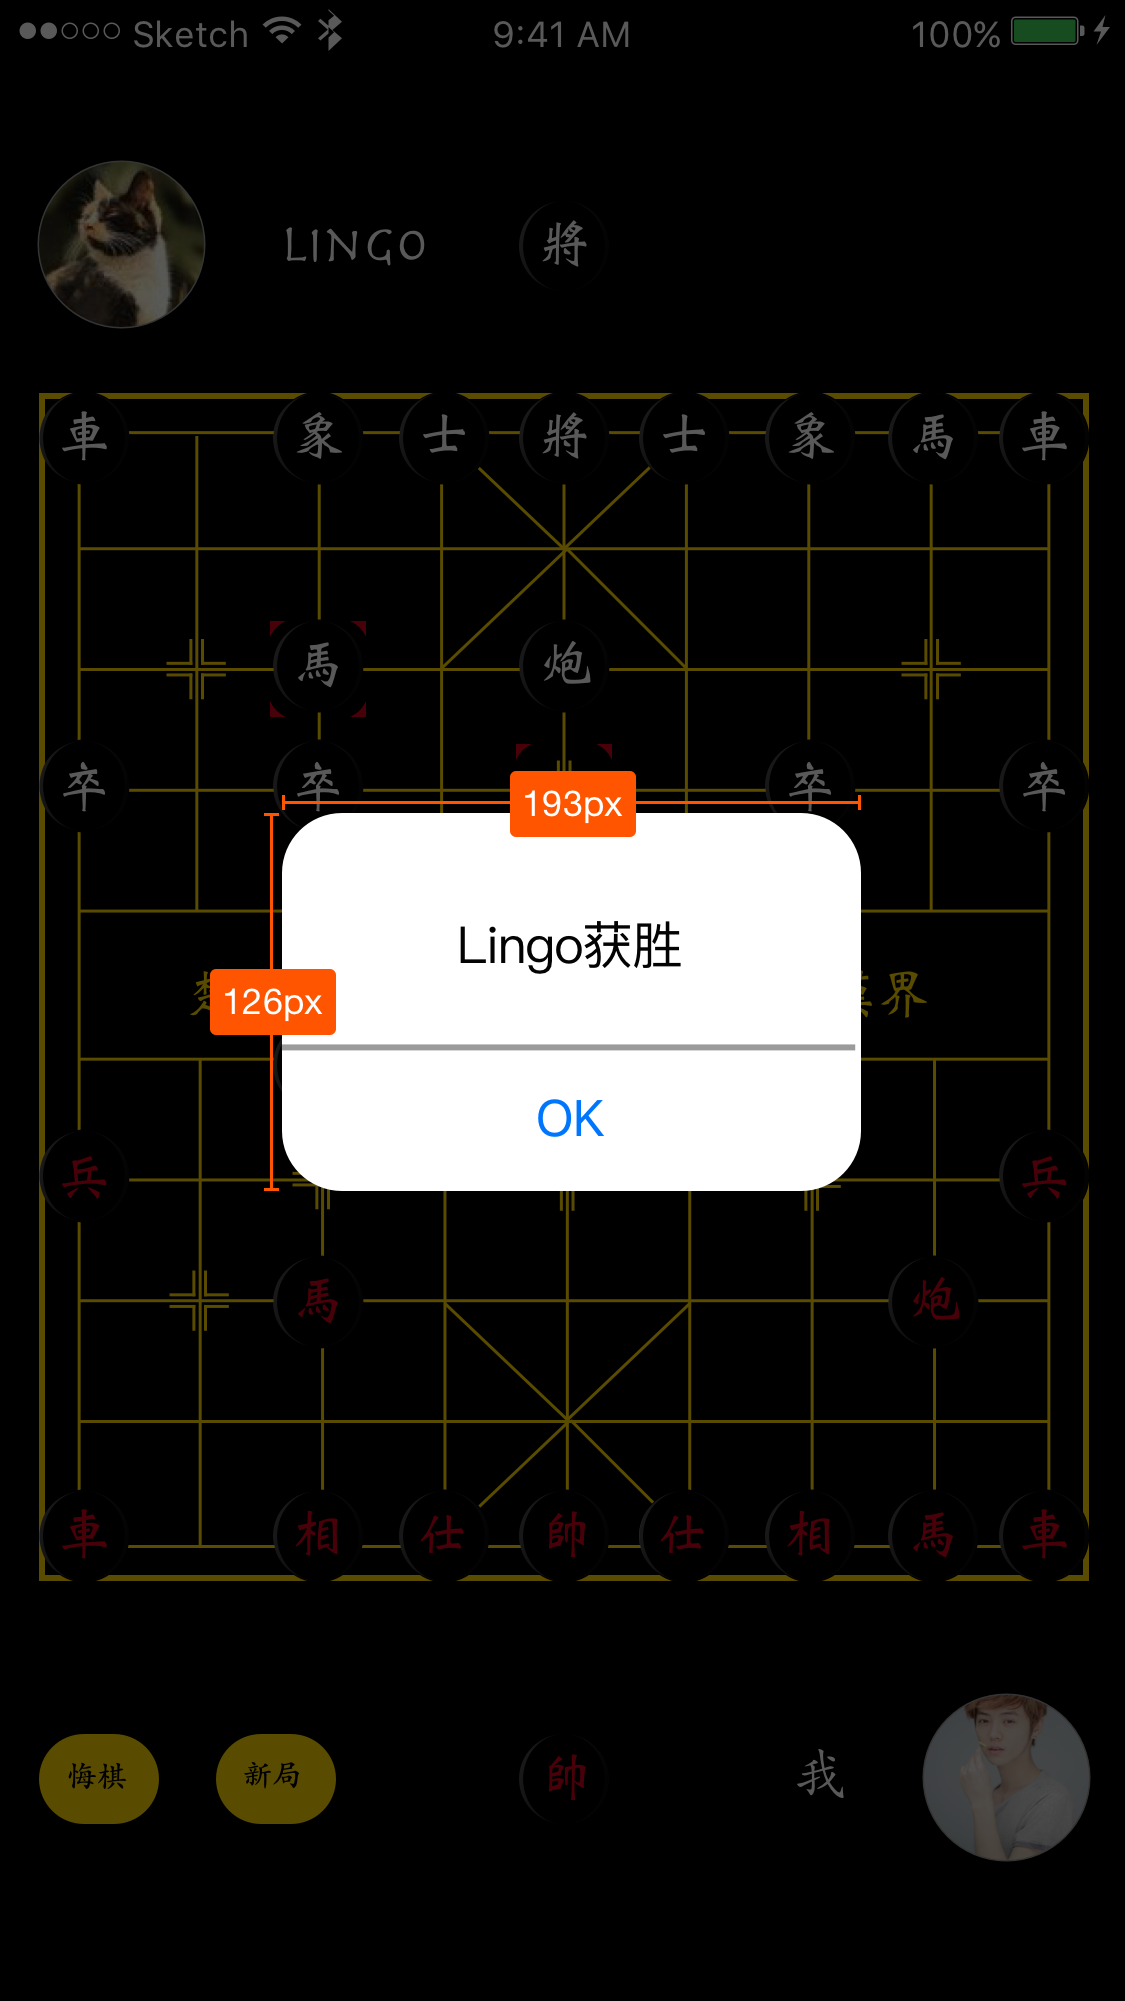 Sketch 9:41 AM 100%
LINGO 將
車 象 士 將 士 象 馬 車
馬 炮
卒 卒 卒 卒
193px
Lingo获胜
126px 界
OK
兵 兵
馬 炮
車 相 仕 帥 仕 相 馬 車
悔棋 新局 帥 我